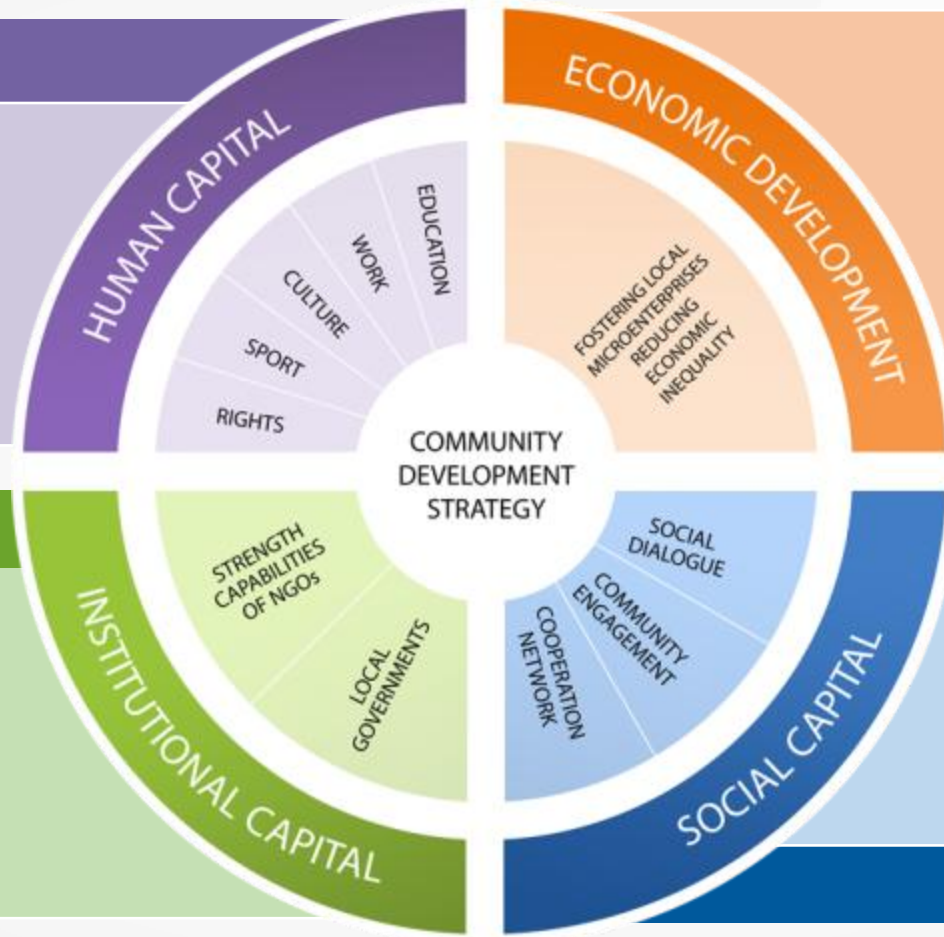 HUMAN CAPITAL
EDUCATION
WORK
CULTURE
SPORT
RIGHTS
ECONOMIC DEVELOPMENT
FOSTERING LOCAL
MICROENTERPRISES
REDUCING
ECONOMIC
INEQUALITY
COMMUNITY
DEVELOPMENT
STRATEGY
INSTITUTIONAL CAPITAL
STRENGTH
CAPABILITIES
OF NGOs
LOCAL
GOVERNMENTS
SOCIAL CAPITAL
SOCIAL
DIALOGUE
COMMUNITY
ENGAGEMENT
COOPERATION
NETWORK